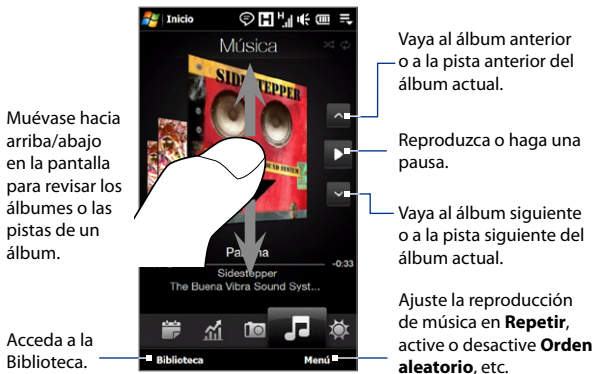 Inicio
Música
SIDESTEPPER
SOUND SYSTEM
-0:33
Sidestepper
The Buena Vibra Sound Syst...
Biblioteca
Menú
Muévase hacia
arriba/abajo
en la pantalla
para revisar los
álbumes o las
pistas de un
álbum.
Acceda a la
Biblioteca.
Vaya al álbum anterior
o a la pista anterior del
álbum actual.
Reproduzca o haga una
pausa.
Vaya al álbum siguiente
o a la pista siguiente del
álbum actual.
Ajuste la reproducción
de música en Repetir,
active o desactive Orden
aleatorio, etc.